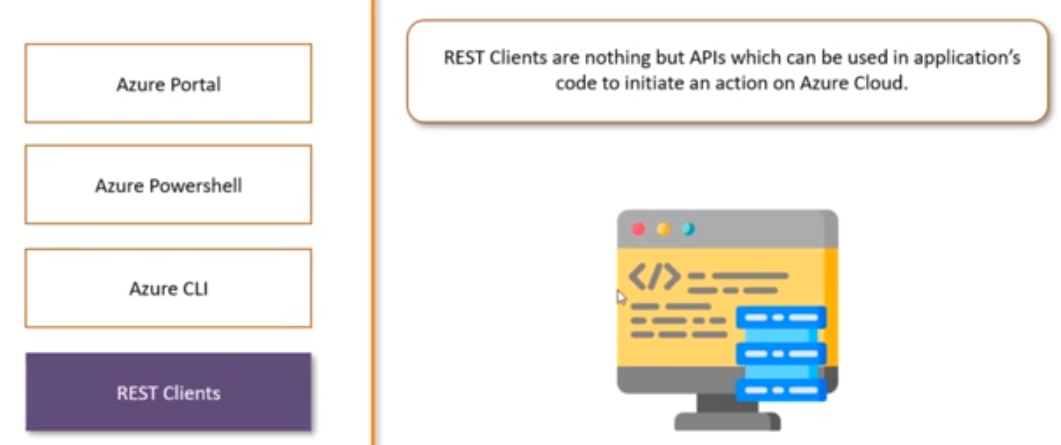 Azure Portal
Azure Powershell
Azure CLI
REST Clients
REST Clients are nothing but APIs which can be used in application's
code to initiate an action on Azure Cloud.
</>